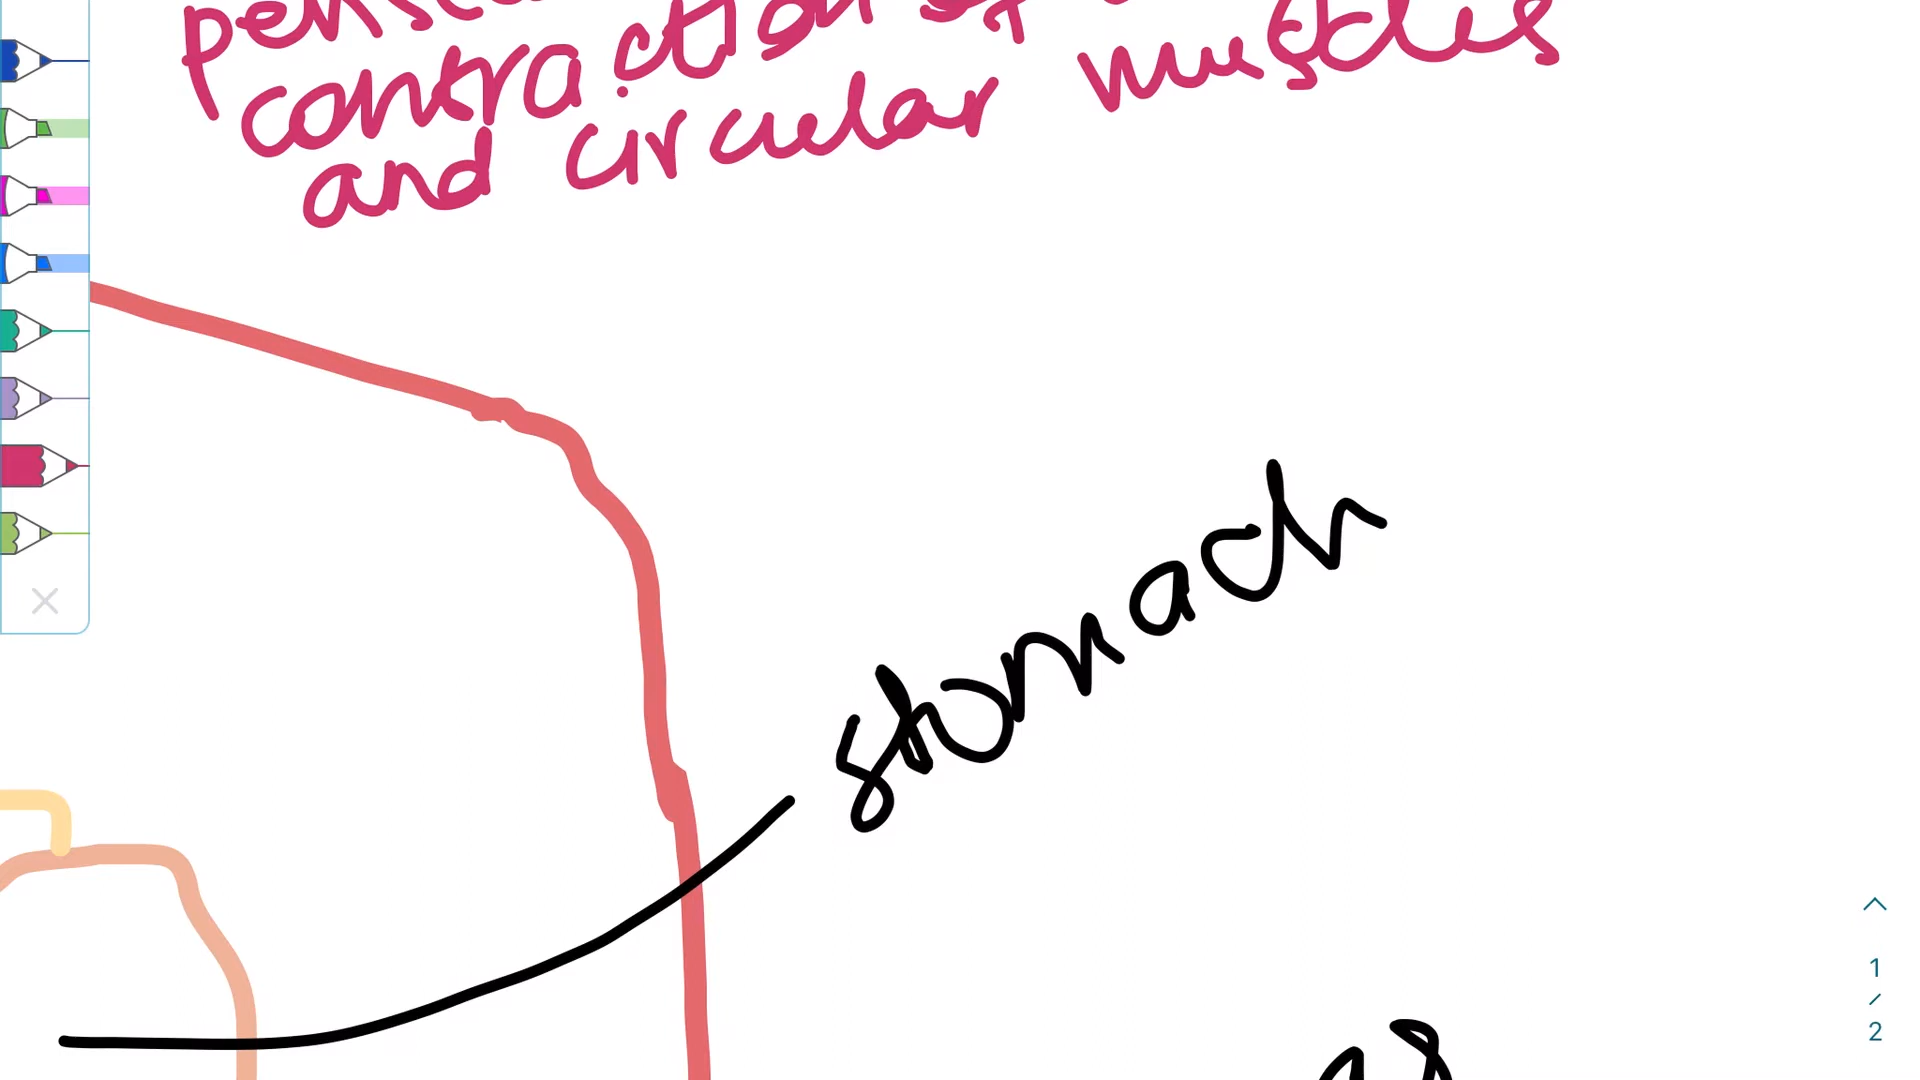 contraction of
and circular muscles
stomach
1
/
2